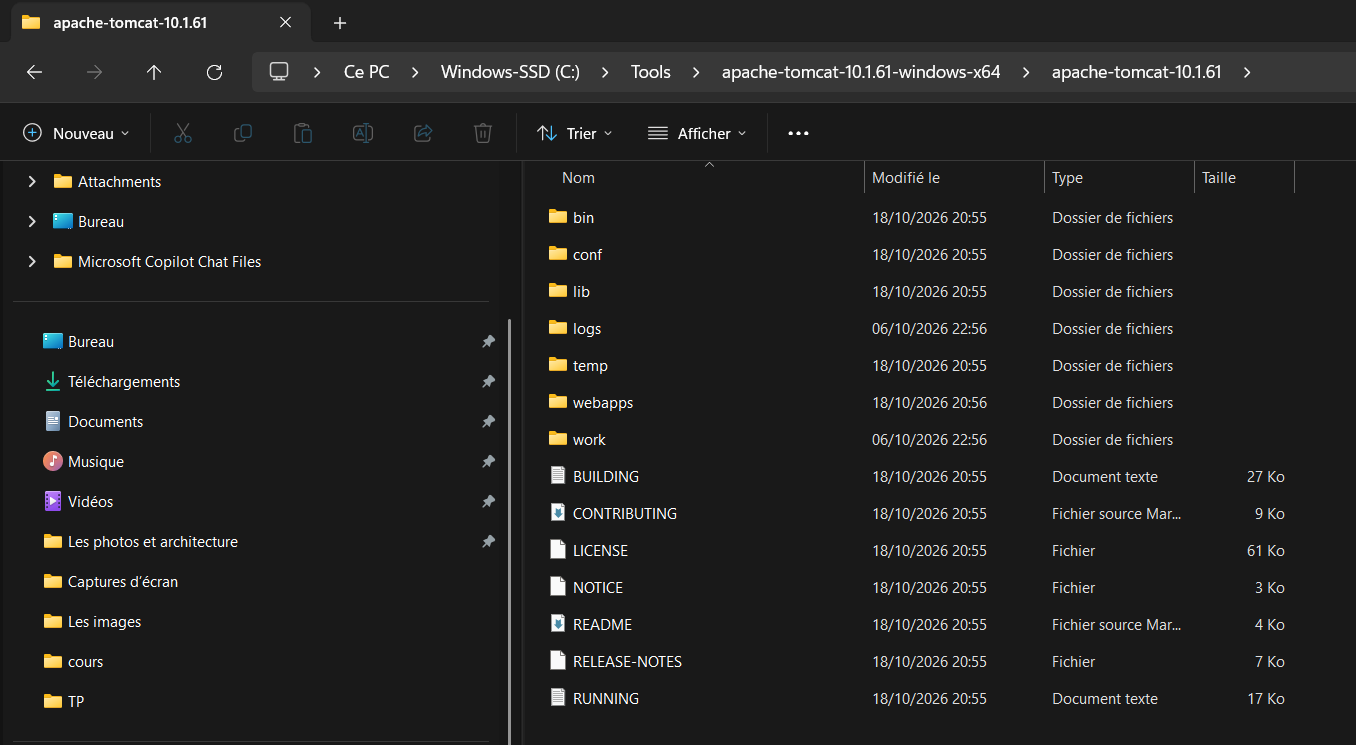 apache-tomcat-10.1.61
Ce PC > Windows-SSD (C:) > Tools > apache-tomcat-10.1.61-windows-x64 > apache-tomcat-10.1.61 >
Nouveau Trier Afficher
Attachments
Bureau
Microsoft Copilot Chat Files
Bureau
Téléchargements
Documents
Musique
Vidéos
Les photos et architecture
Captures d'écran
Les images
cours
TP
Nom Modifié le Type Taille
bin 18/10/2026 20:55 Dossier de fichiers
conf 18/10/2026 20:55 Dossier de fichiers
lib 18/10/2026 20:55 Dossier de fichiers
logs 06/10/2026 22:56 Dossier de fichiers
temp 18/10/2026 20:55 Dossier de fichiers
webapps 18/10/2026 20:56 Dossier de fichiers
work 06/10/2026 22:56 Dossier de fichiers
BUILDING 18/10/2026 20:55 Document texte 27 Ko
CONTRIBUTING 18/10/2026 20:55 Fichier source Mar... 9 Ko
LICENSE 18/10/2026 20:55 Fichier 61 Ko
NOTICE 18/10/2026 20:55 Fichier 3 Ko
README 18/10/2026 20:55 Fichier source Mar... 4 Ko
RELEASE-NOTES 18/10/2026 20:55 Fichier 7 Ko
RUNNING 18/10/2026 20:55 Document texte 17 Ko